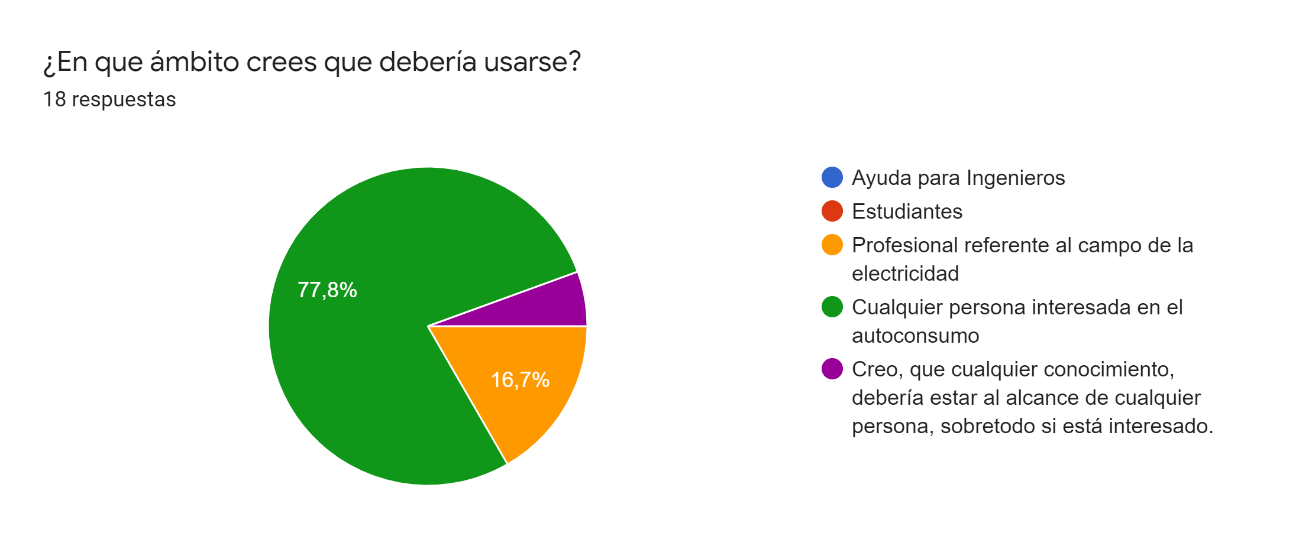 ¿En que ámbito crees que debería usarse?
18 respuestas
77,8%
16,7%
Ayuda para Ingenieros
Estudiantes
Profesional referente al campo de la
electricidad
Cualquier persona interesada en el
autoconsumo
Creo, que cualquier conocimiento,
debería estar al alcance de cualquier
persona, sobretodo si está interesado.